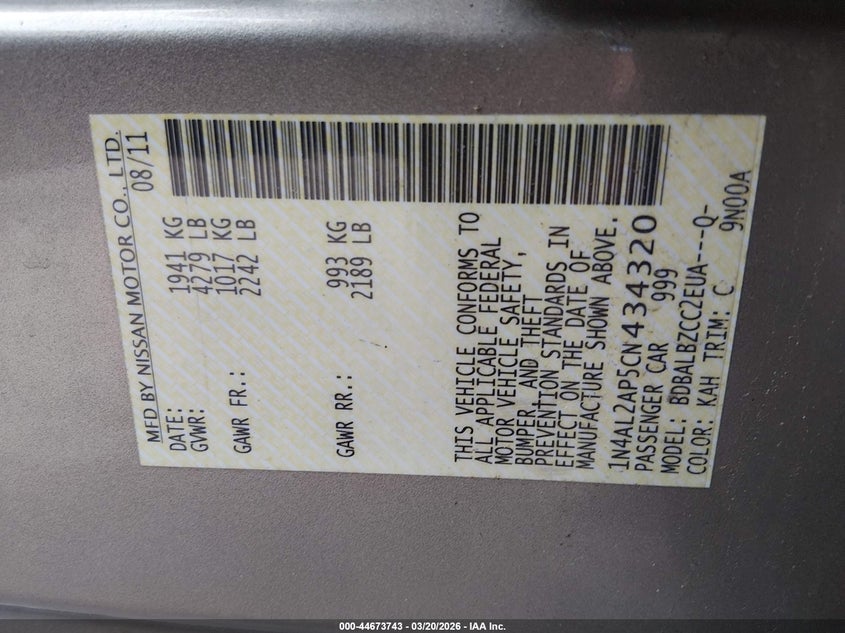 MFD BY NISSAN MOTOR CO., LTD.
DATE: 08/11
GVWR: 1941 KG
4279 LB
GAWR FR.: 1017 KG
2242 LB
GAWR RR.: 993 KG
2189 LB
THIS VEHICLE CONFORMS TO
ALL APPLICABLE FEDERAL
MOTOR VEHICLE SAFETY,
BUMPER, AND THEFT
PREVENTION STANDARDS IN
EFFECT ON THE DATE OF
MANUFACTURE SHOWN ABOVE.
1N4AL2AP5CN434320
PASSENGER CAR 999
MODEL: BDBALBZCC2EUA---Q-
COLOR: KAH TRIM: C 9N00A
000-44673743 / 03/20/2026 - IAA Inc.